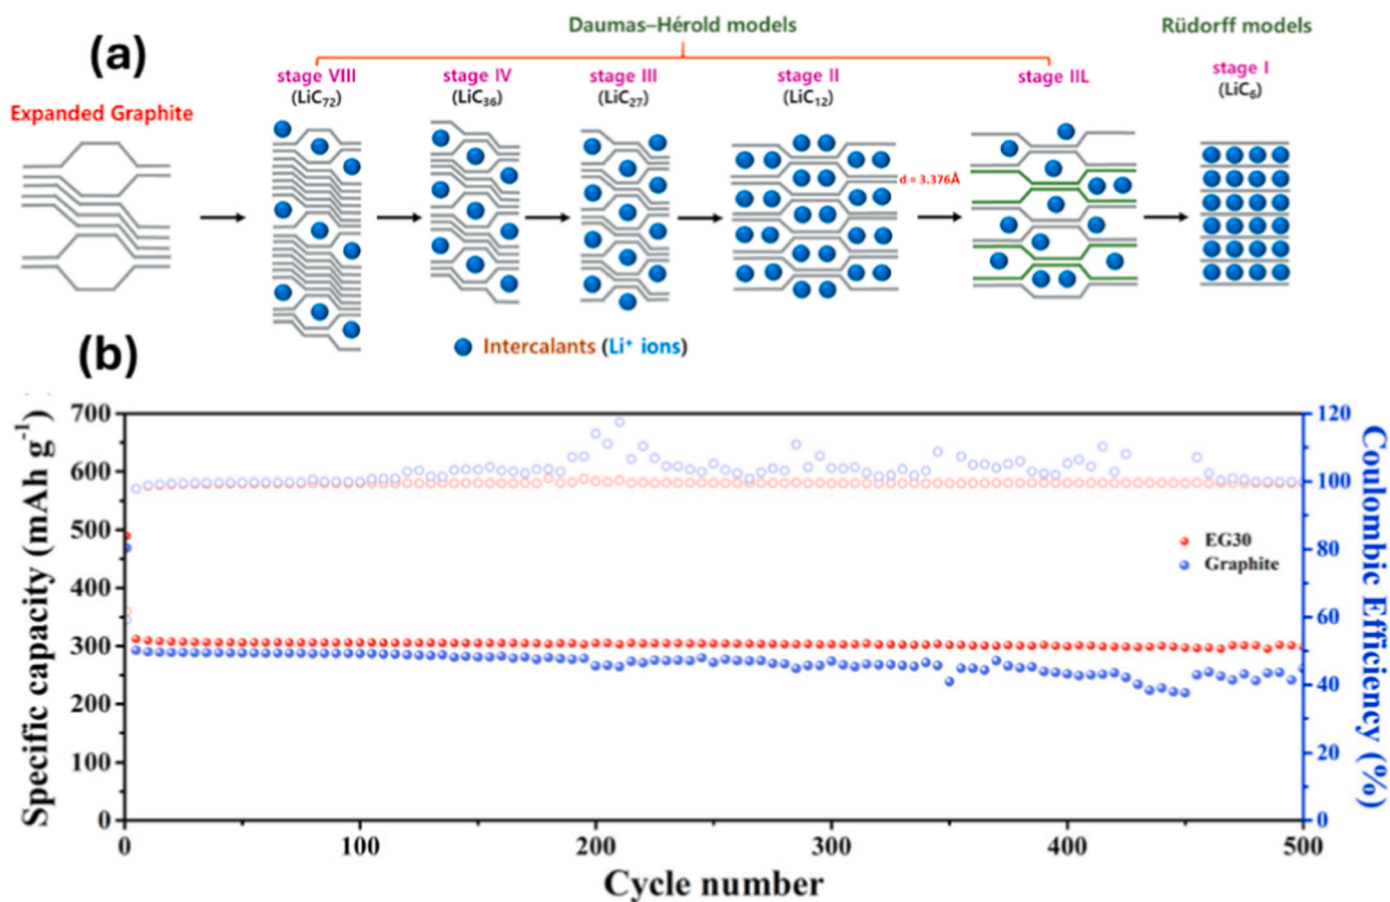 (a)
Daumas–Hérold models
Rüdorff models
Expanded Graphite
stage VIII
(LiC₇₂)
stage IV
(LiC₃₆)
stage III
(LiC₂₇)
stage II
(LiC₁₂)
stage IIL
stage I
(LiC₆)
d = 3.376Å
Intercalants (Li⁺ ions)
(b)
Specific capacity (mAh g⁻¹)
700
600
500
400
300
200
100
0
120
100
80
60
40
20
0
Coulombic Efficiency (%)
EG30
Graphite
0
100
200
300
400
500
Cycle number